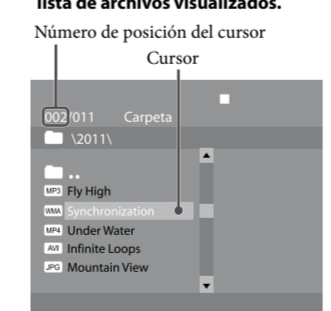 lista de archivos visualizados.
Número de posición del cursor
Cursor
002/011 Carpeta
\2011\
..
MP3 Fly High
WMA Synchronization
MP4 Under Water
AVI Infinite Loops
JPG Mountain View